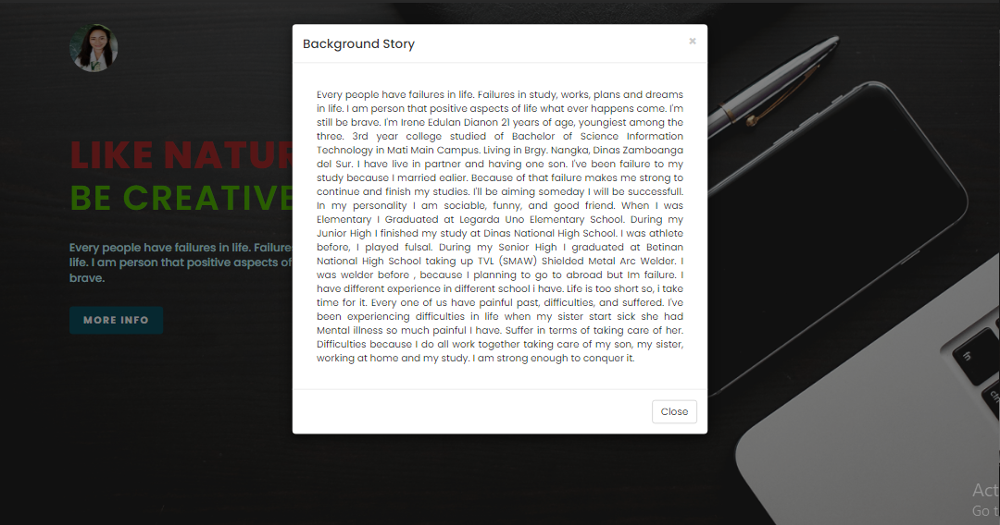 Background Story
×
Every people have failures in life. Failures in study, works, plans and dreams
in life. I am person that positive aspects of life what ever happens come. I'm
still be brave. I'm Irene Edulan Dianon 21 years of age, youngiest among the
three. 3rd year college studied of Bachelor of Science Information
Technology in Mati Main Campus. Living in Brgy. Nangka, Dinas Zamboanga
del Sur. I have live in partner and having one son. I've been failure to my
study because I married ealier. Because of that failure makes me strong to
continue and finish my studies. I'll be aiming someday I will be successfull.
In my personality I am sociable, funny, and good friend. When I was
Elementary I Graduated at Legarda Uno Elementary School. During my
Junior High I finished my study at Dinas National High School. I was athlete
before, I played fulsal. During my Senior High I graduated at Betinan
National High School taking up TVL (SMAW) Shielded Metal Arc Welder. I
was welder before , because I planning to go to abroad but Im failure. I
have different experience in different school i have. Life is too short so, i take
time for it. Every one of us have painful past, difficulties, and suffered. I've
been experiencing difficulties in life when my sister start sick she had
Mental illness so much painful I have. Suffer in terms of taking care of her.
Difficulties because I do all work together taking care of my son, my sister,
working at home and my study. I am strong enough to conquer it.
Close
LIKE NATUR
BE CREATIVE
Every people have failures in life. Failures
life. I am person that positive aspects of
brave.
MORE INFO
fn
Act
Go t